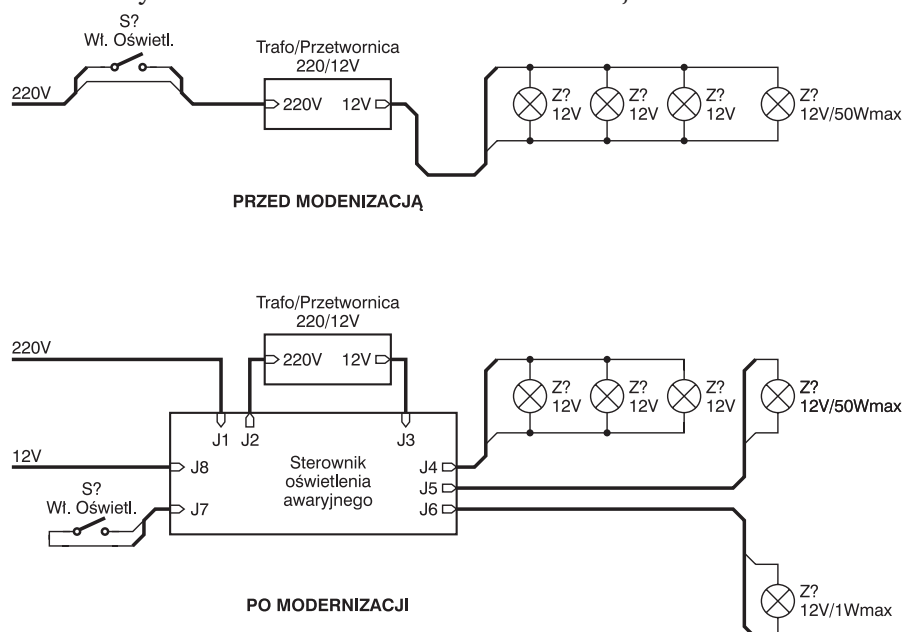 S?
Wł. Oświetl.
Trafo/Przetwornica
220/12V
220V
220V 12V
Z?
12V
Z?
12V
Z?
12V
Z?
12V/50Wmax
PRZED MODENIZACJĄ
Trafo/Przetwornica
220/12V
220V
220V 12V
Z?
12V
Z?
12V
Z?
12V
Z?
12V/50Wmax
J1 J2 J3
12V
J8
Sterownik
oświetlenia
awaryjnego
J4
J5
J6
S?
Wł. Oświetl.
J7
Z?
12V/1Wmax
PO MODERNIZACJI